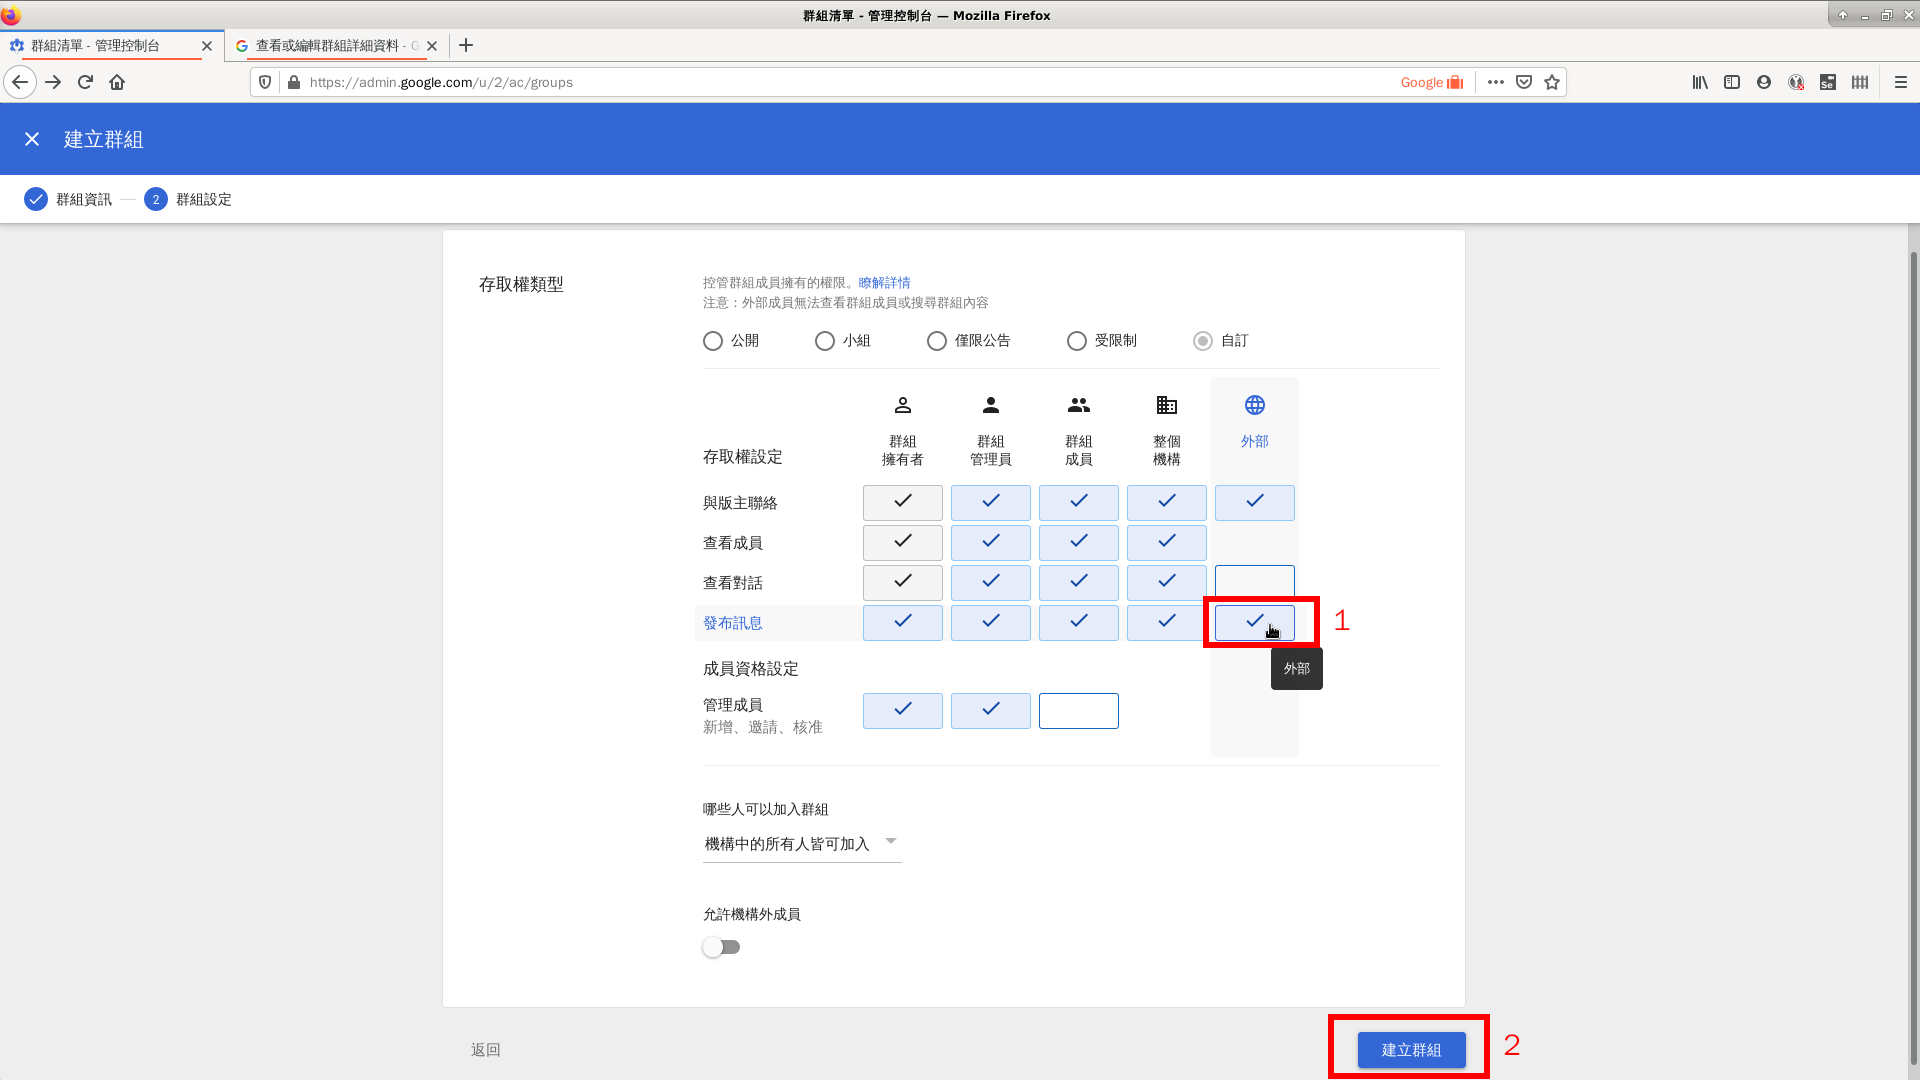 群組清單 - 管理控制台 — Mozilla Firefox
群組清單 - 管理控制台
查看或編輯群組詳細資料 - G
https://admin.google.com/u/2/ac/groups
Google
Se
建立群組
群組資訊
2 群組設定
存取權類型
控管群組成員擁有的權限。瞭解詳情
注意：外部成員無法查看群組成員或搜尋群組內容
公開 小組 僅限公告 受限制 自訂
存取權設定
群組
擁有者
群組
管理員
群組
成員
整個
機構
外部
與版主聯絡
查看成員
查看對話
發布訊息
1
外部
成員資格設定
管理成員
新增、邀請、核准
哪些人可以加入群組
機構中的所有人皆可加入
允許機構外成員
返回
建立群組
2